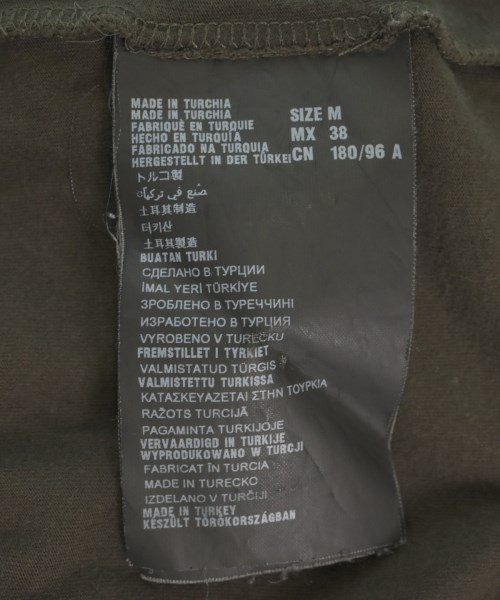 MADE IN TURCHIA
MADE IN TURCHIA
FABRIQUÉ EN TURQUIE
HECHO EN TURQUÍA
FABRICADO NA TURQUIA
HERGESTELLT IN DER TÜRKEI
SIZE M
MX 38
CN 180/96 A
トルコ製
صنع في تركيا
土耳其制造
터키산
土耳其製造
BUATAN TURKI
СДЕЛАНО В ТУРЦИИ
İMAL YERİ TÜRKİYE
ЗРОБЛЕНО В ТУРЕЧЧИНІ
ИЗРАБОТЕНО В ТУРЦИЯ
VYROBENO V TURECKU
FREMSTILLET I TYRKIET
VALMISTATUD TÜRGIS
VALMISTETTU TURKISSA
ΚΑΤΑΣΚΕΥΑΖΕΤΑΙ ΣΤΗΝ ΤΟΥΡΚΙΑ
RAŽOTS TURCIJĀ
PAGAMINTA TURKIJOJE
VERVAARDIGD IN TURKIJE
WYPRODUKOWANO W TURCJI
FABRICAT ÎN TURCIA
MADE IN TURECKO
IZDELANO V TURČIJI
MADE IN TURKEY
KÉSZÜLT TÖRÖKORSZÁGBAN